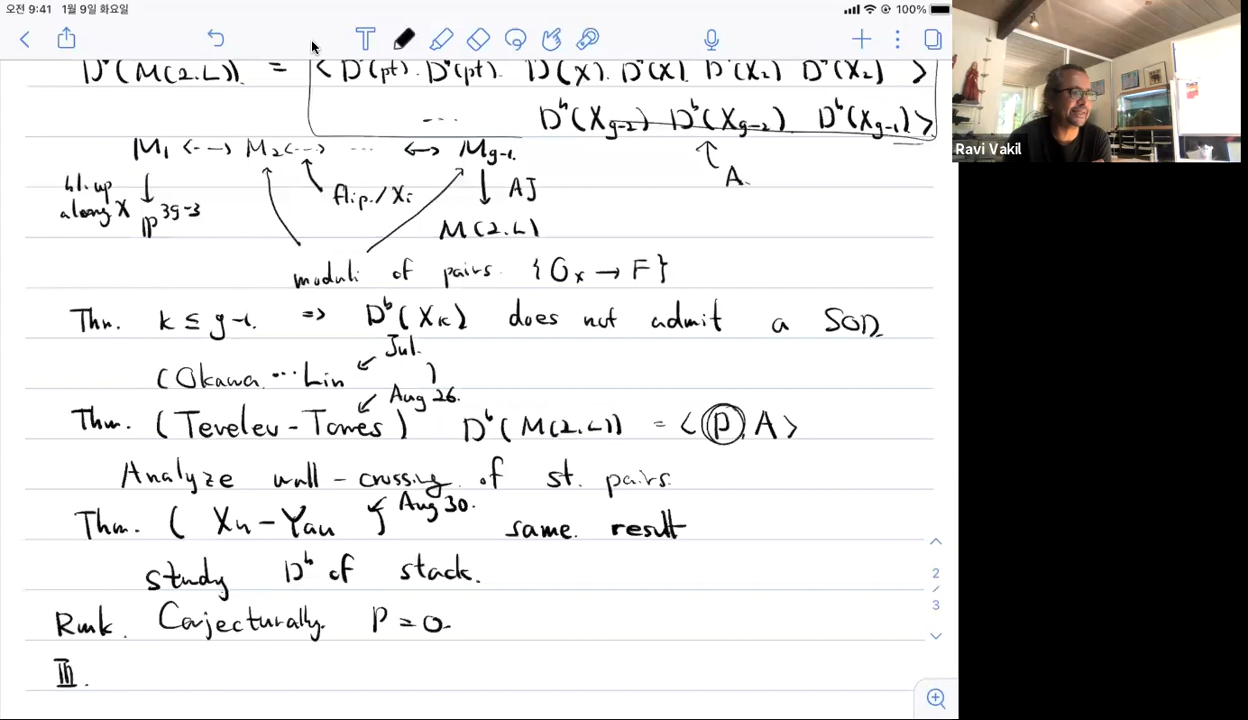 오전 9:41 1월 9일 화요일 100%
D^b(M(2.L)) = < D^b(pt). D^b(pt). D^b(X). D^b(X). D^b(X_2) D^b(X_2) >
... D^b(X_{g-2}) D^b(X_{g-2}) D^b(X_{g-1}) >
M_1 <--> M_2 <--> ... <-> M_{g-1}.
A.
bl.up along X ↓ flip / X_i ↓ AJ
P^{3g-3} M(2.L)
moduli of pairs {O_X → F}
Thm. k ≤ g-1. => D^b(X_k) does not admit a SOD
(Okawa ... Lin ← Jul. )
Thm. (Tevelev-Torres) ← Aug 26. D^b(M(2.L)) = < P, A >
Analyze wall-crossing of st. pairs.
Thm. ( Xu-Yau ) ← Aug 30. same result
study D^b of stack.
Rmk. Conjecturally. P = 0.
III.
2 / 3
Ravi Vakil